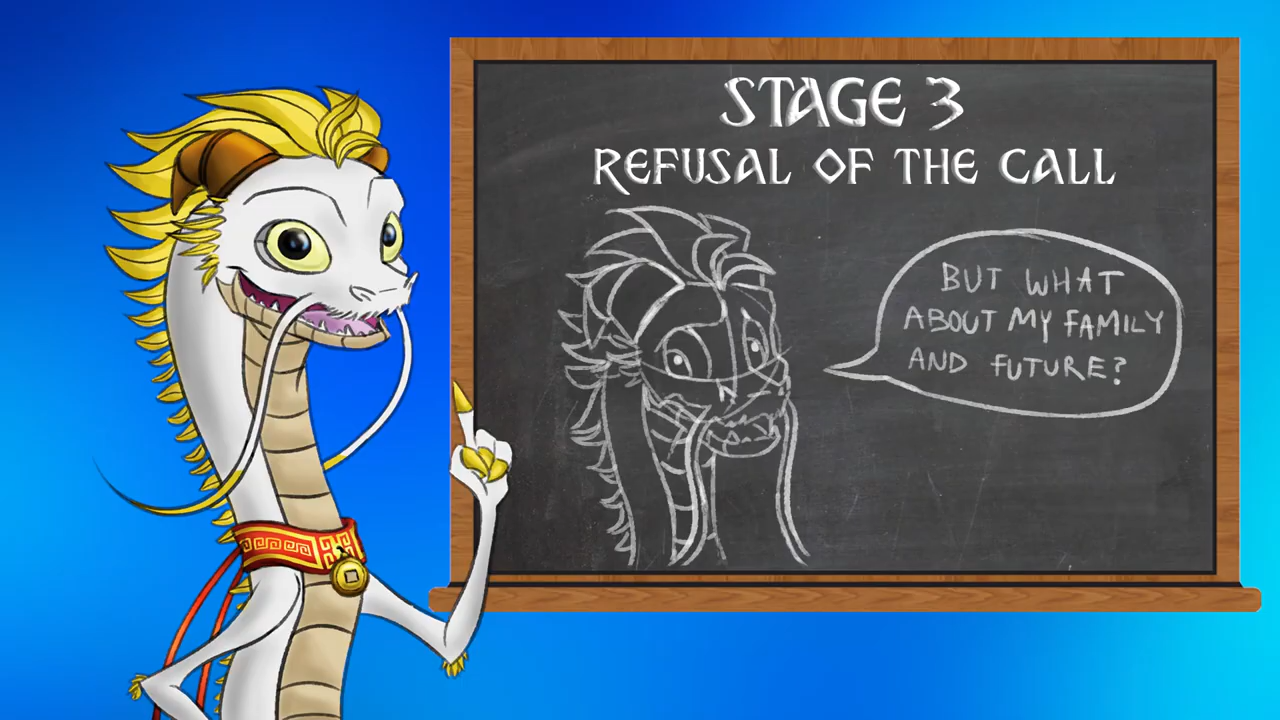 STAGE 3
REFUSAL OF THE CALL
BUT WHAT
ABOUT MY FAMILY
AND FUTURE?